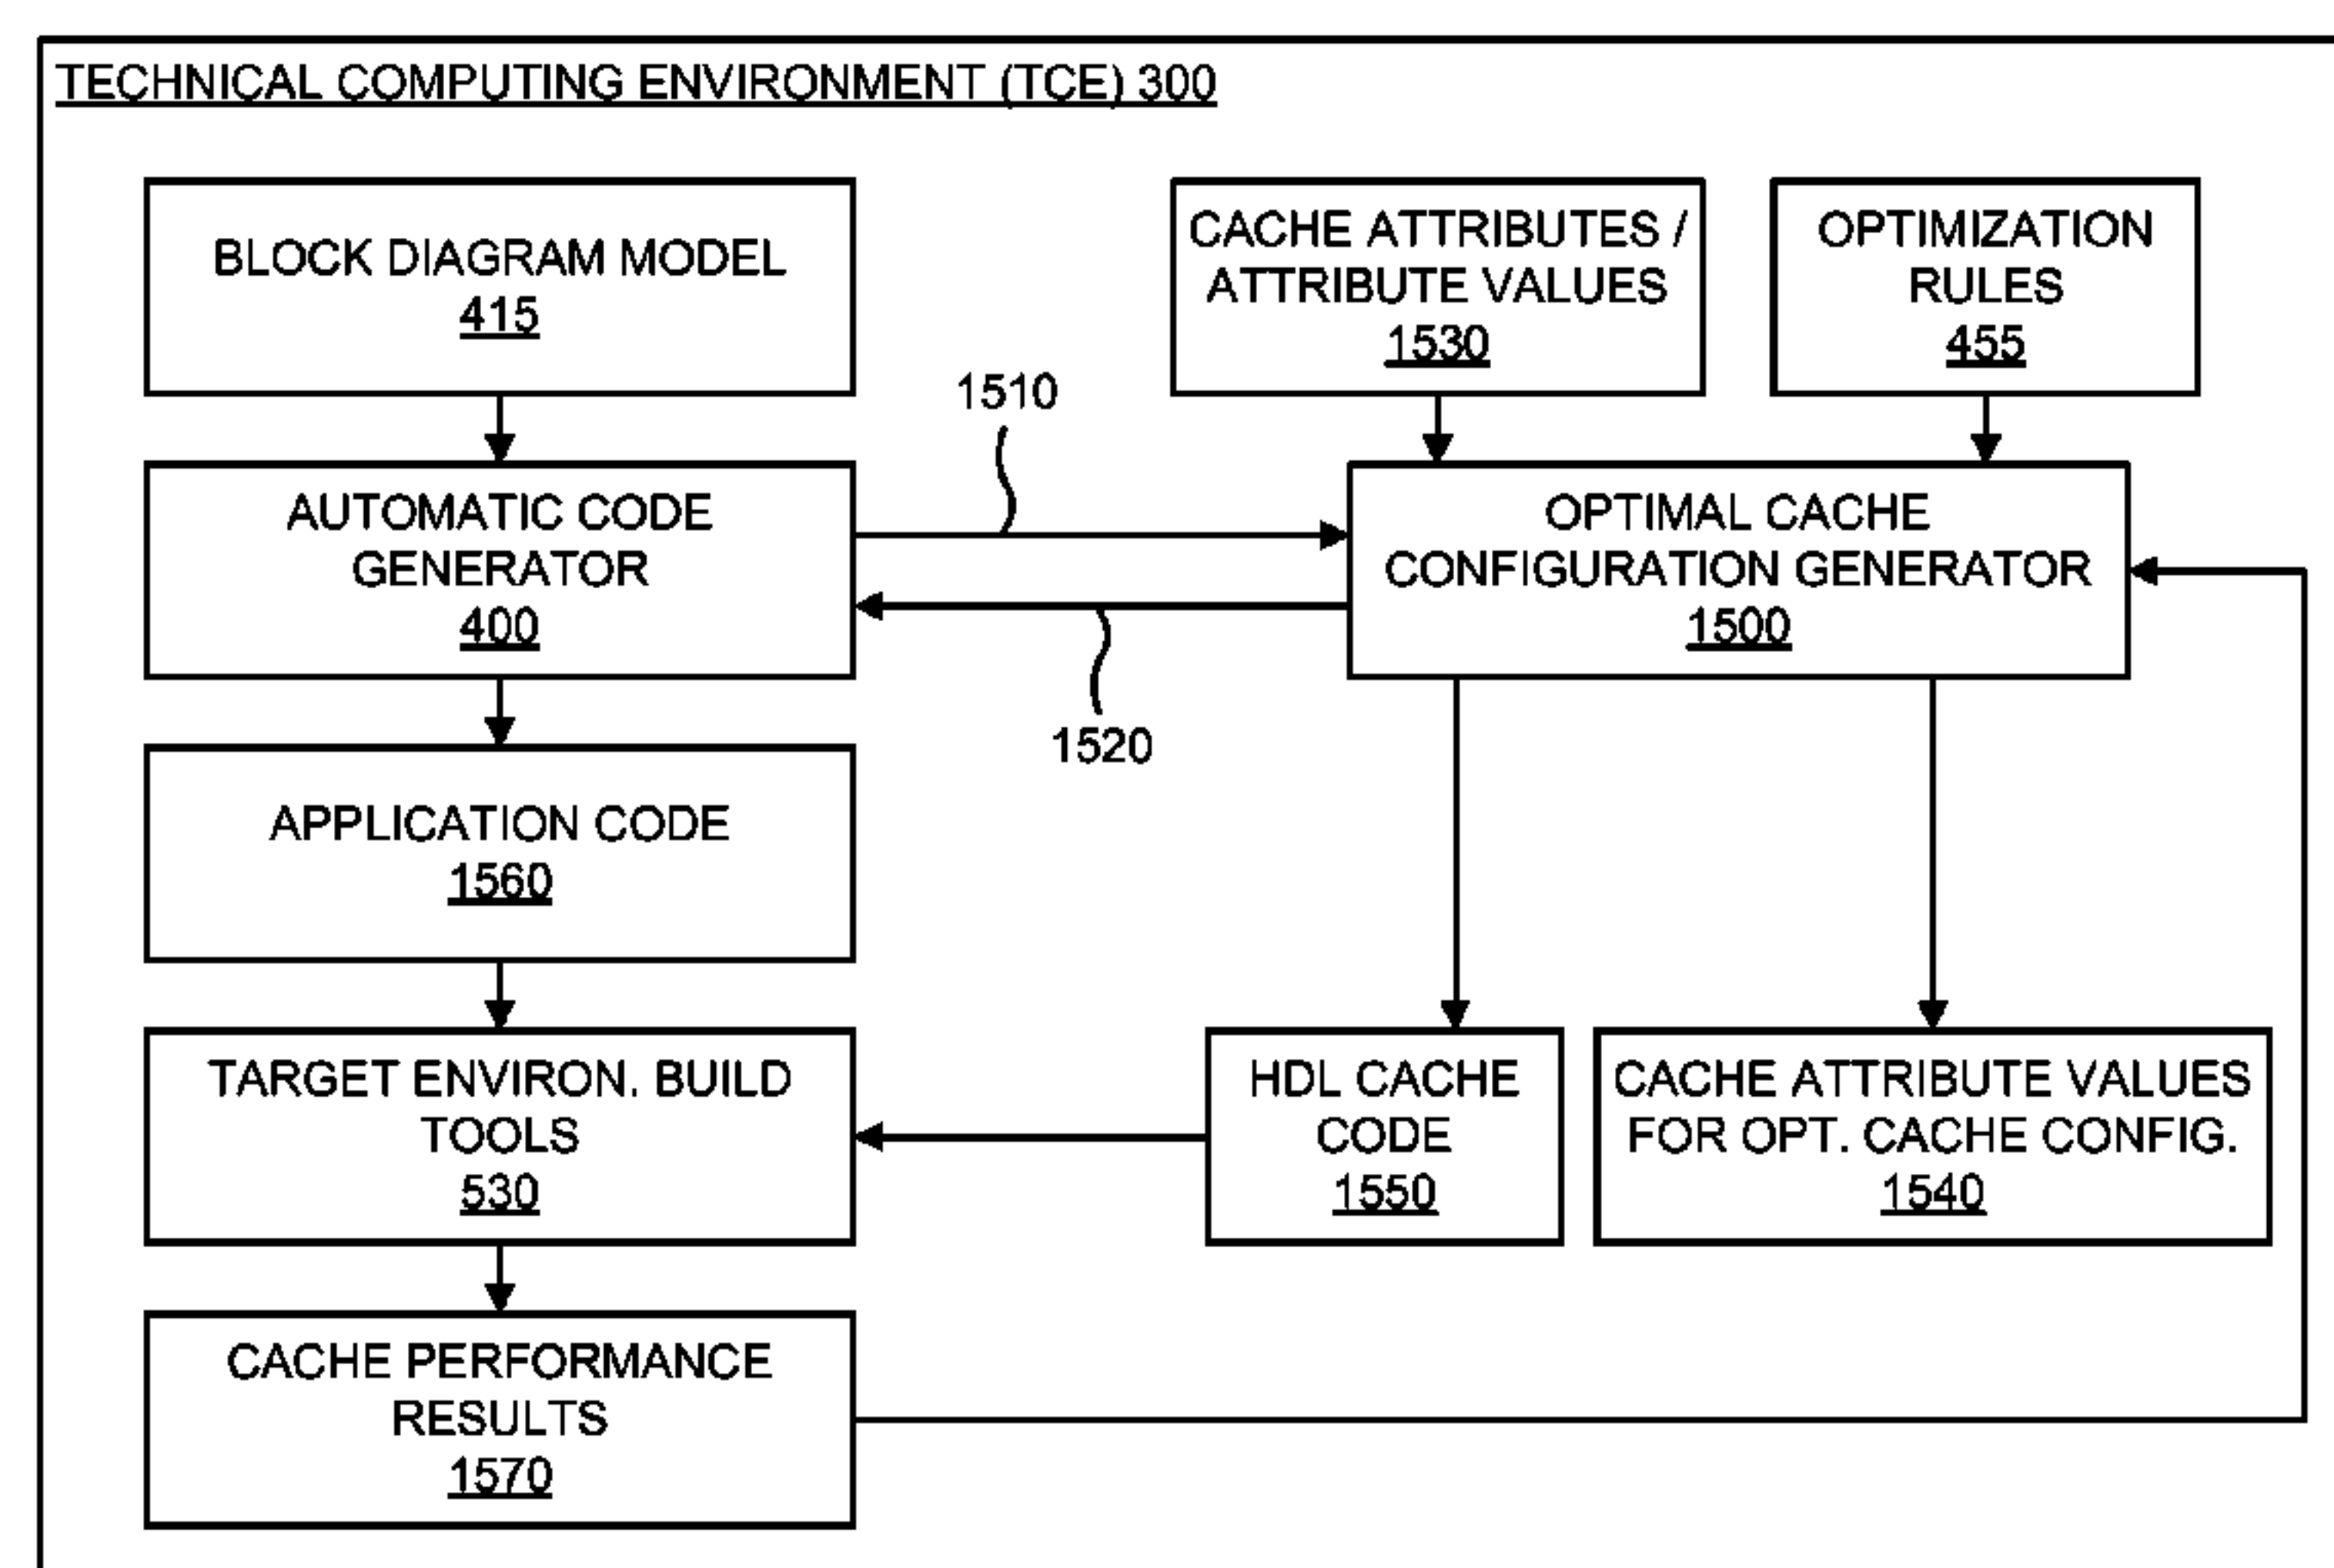 TECHNICAL COMPUTING ENVIRONMENT (TCE) 300
BLOCK DIAGRAM MODEL
415
CACHE ATTRIBUTES /
ATTRIBUTE VALUES
1530
OPTIMIZATION
RULES
455
1510
AUTOMATIC CODE
GENERATOR
400
OPTIMAL CACHE
CONFIGURATION GENERATOR
1500
1520
APPLICATION CODE
1560
TARGET ENVIRON. BUILD
TOOLS
530
HDL CACHE
CODE
1550
CACHE ATTRIBUTE VALUES
FOR OPT. CACHE CONFIG.
1540
CACHE PERFORMANCE
RESULTS
1570